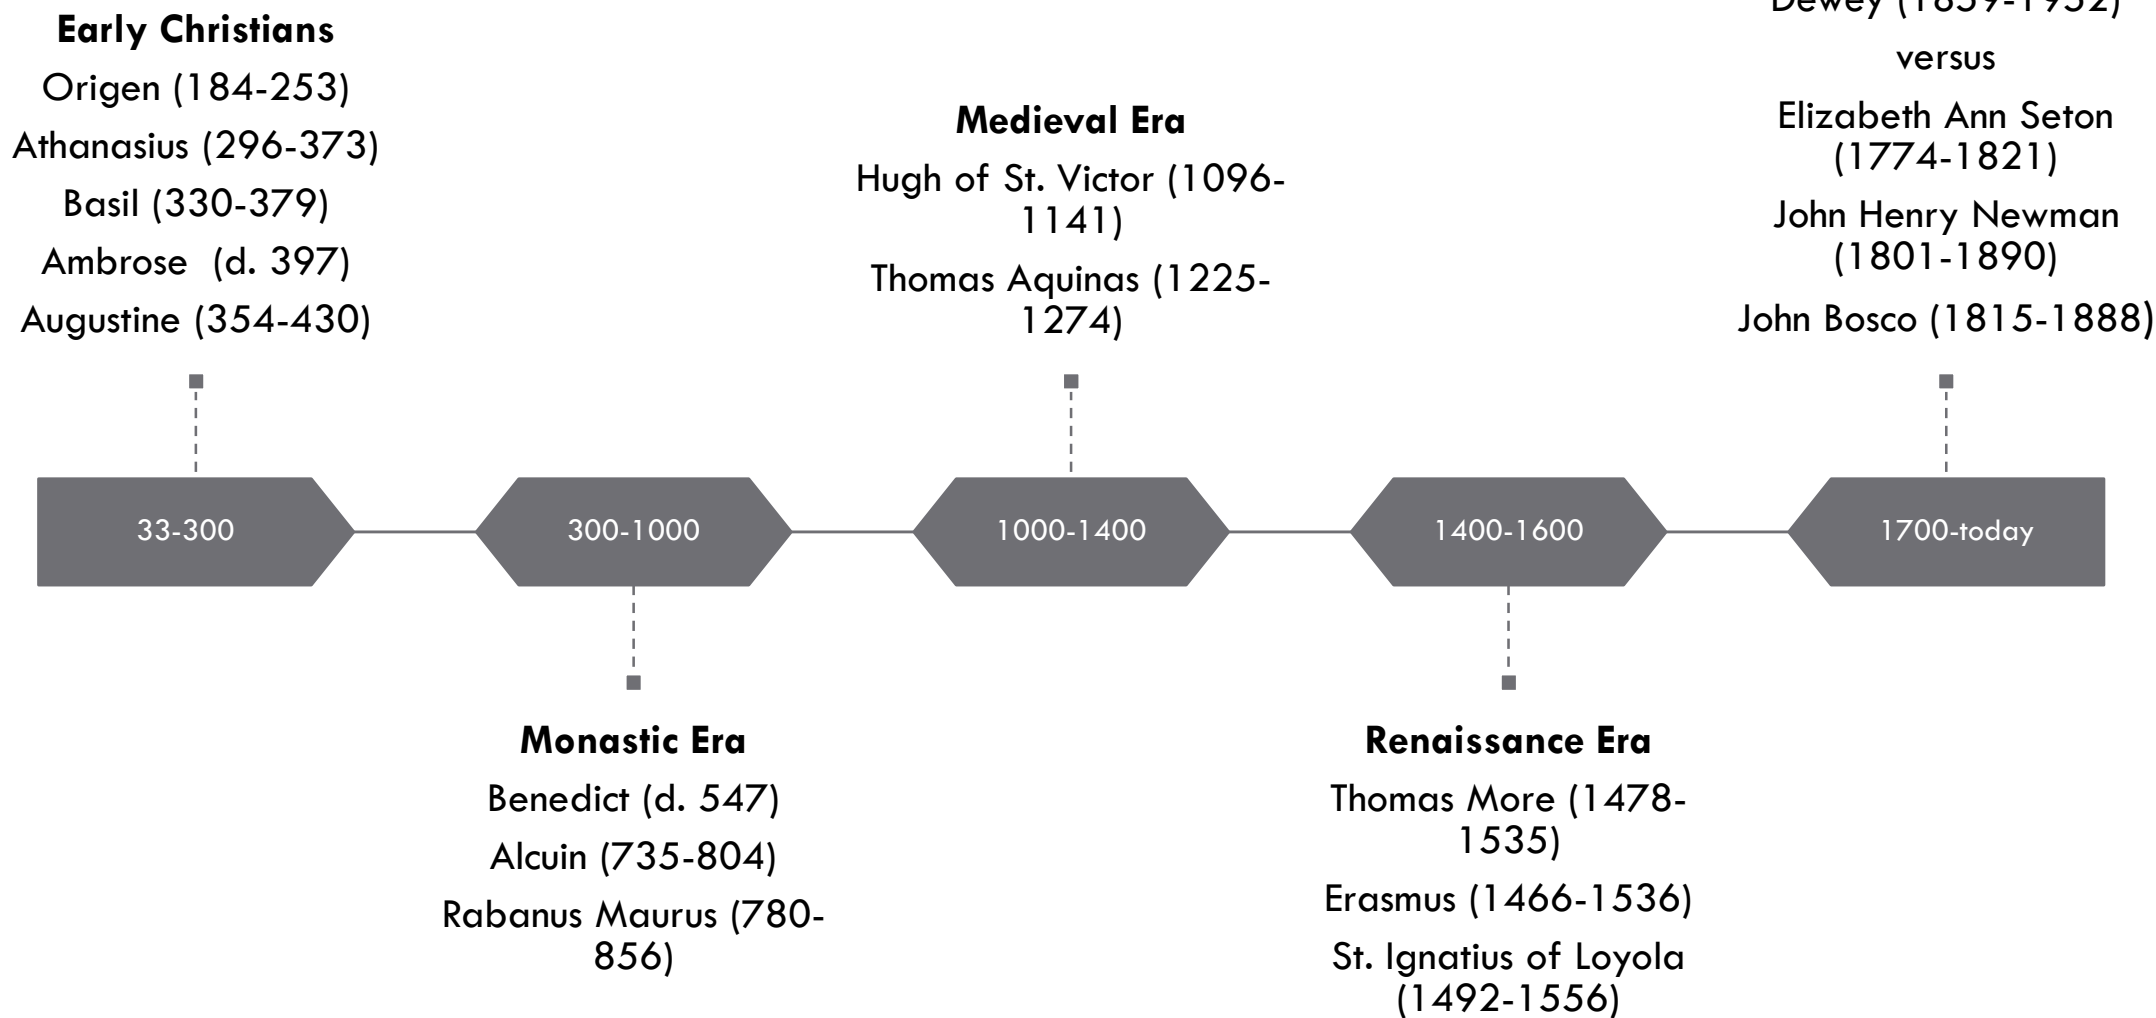 Early Christians
Origen (184-253)
Athanasius (296-373)
Basil (330-379)
Ambrose  (d. 397)
Augustine (354-430)
Medieval Era
Hugh of St. Victor (1096-
1141)
Thomas Aquinas (1225-
1274)
Dewey (1859-1952)
versus
Elizabeth Ann Seton
(1774-1821)
John Henry Newman
(1801-1890)
John Bosco (1815-1888)
33-300
300-1000
1000-1400
1400-1600
1700-today
Monastic Era
Benedict (d. 547)
Alcuin (735-804)
Rabanus Maurus (780-
856)
Renaissance Era
Thomas More (1478-
1535)
Erasmus (1466-1536)
St. Ignatius of Loyola
(1492-1556)